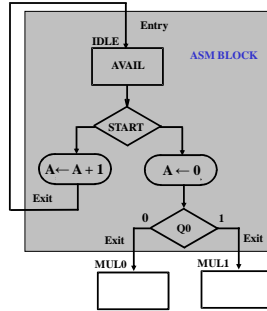 Entry
IDLE
ASM BLOCK
AVAIL
START
A ← A + 1
A ← 0
Exit
0
1
Q0
Exit
Exit
MUL0
MUL1